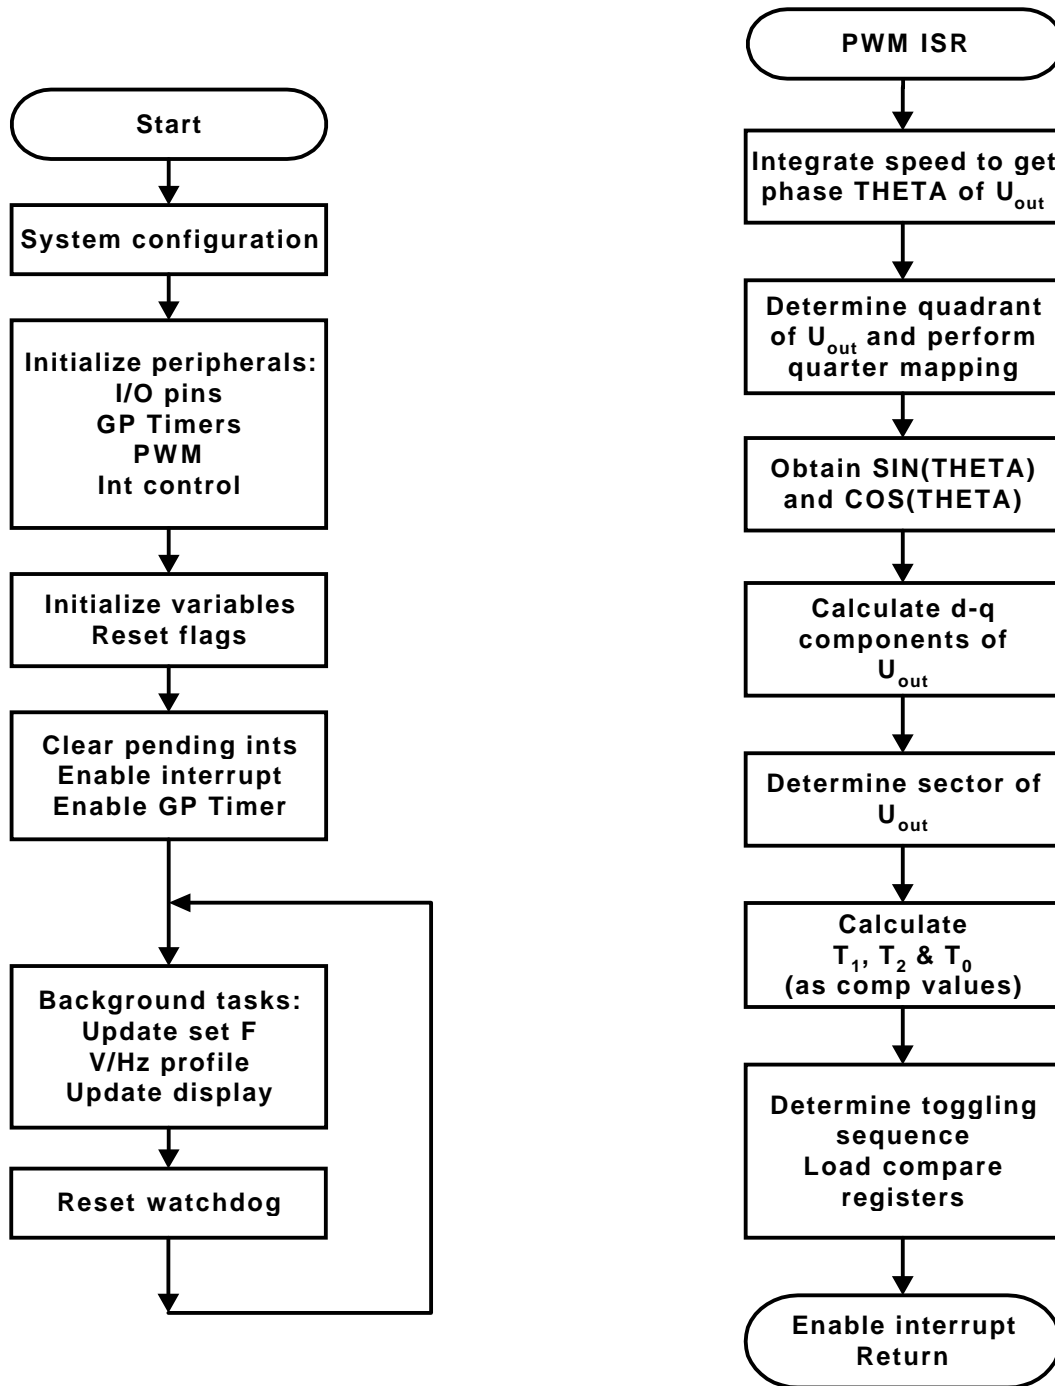 Start
System configuration
Initialize peripherals:
I/O pins
GP Timers
PWM
Int control
Initialize variables
Reset flags
Clear pending ints
Enable interrupt
Enable GP Timer
Background tasks:
Update set F
V/Hz profile
Update display
Reset watchdog
PWM ISR
Integrate speed to get
phase THETA of Uout
Determine quadrant
of Uout and perform
quarter mapping
Obtain SIN(THETA)
and COS(THETA)
Calculate d-q
components of
Uout
Determine sector of
Uout
Calculate
T1, T2 & T0
(as comp values)
Determine toggling
sequence
Load compare
registers
Enable interrupt
Return